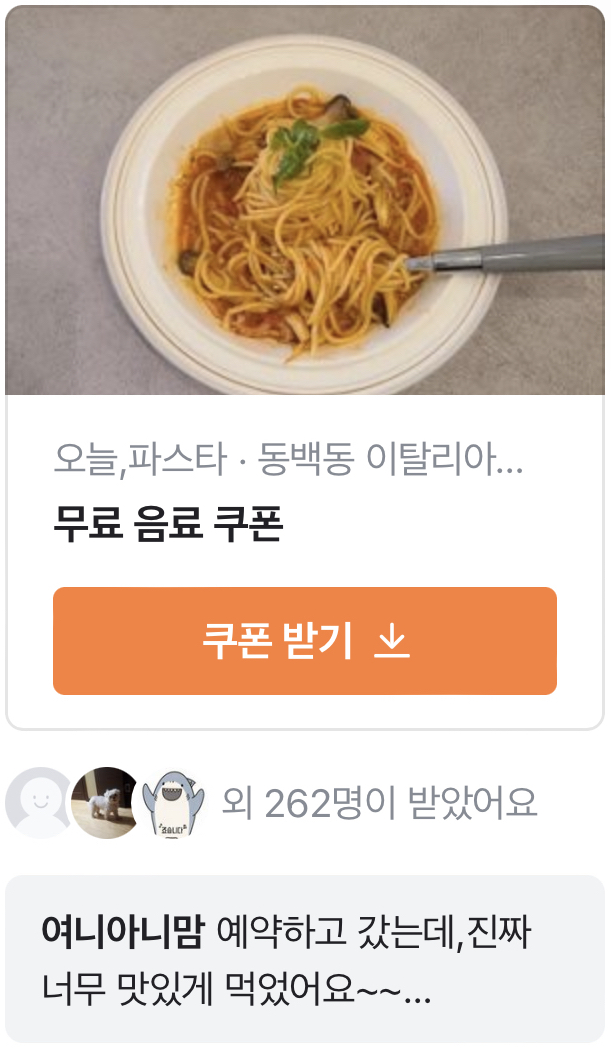 오늘,파스타 · 동백동 이탈리아...
무료 음료 쿠폰
쿠폰 받기
외 262명이 받았어요
여니아니맘 예약하고 갔는데,진짜
너무 맛있게 먹었어요~~...